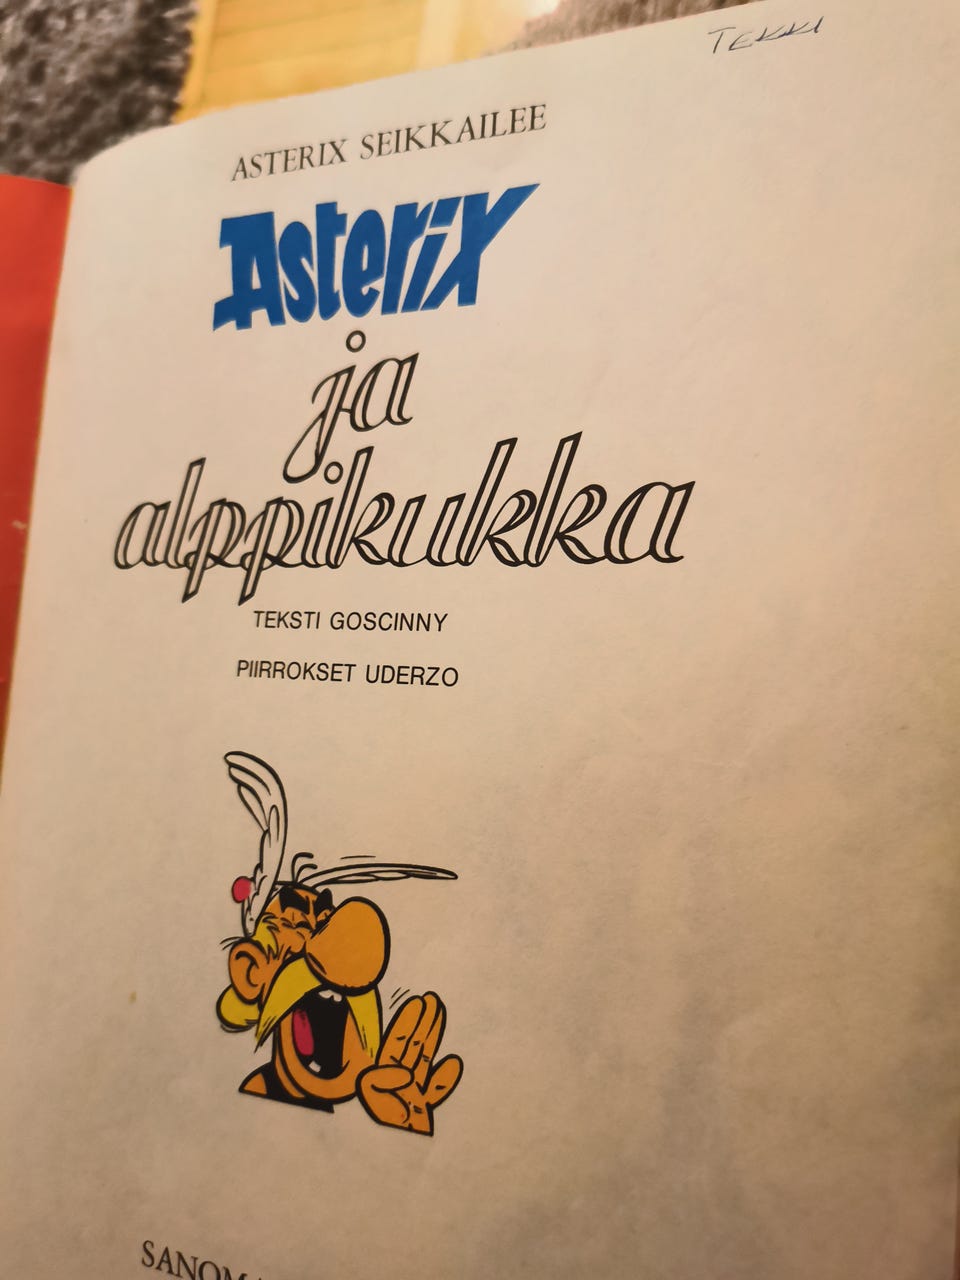 TEKKI
ASTERIX SEIKKAILEE
Asterix
ja
alppikukka
TEKSTI GOSCINNY
PIIRROKSET UDERZO